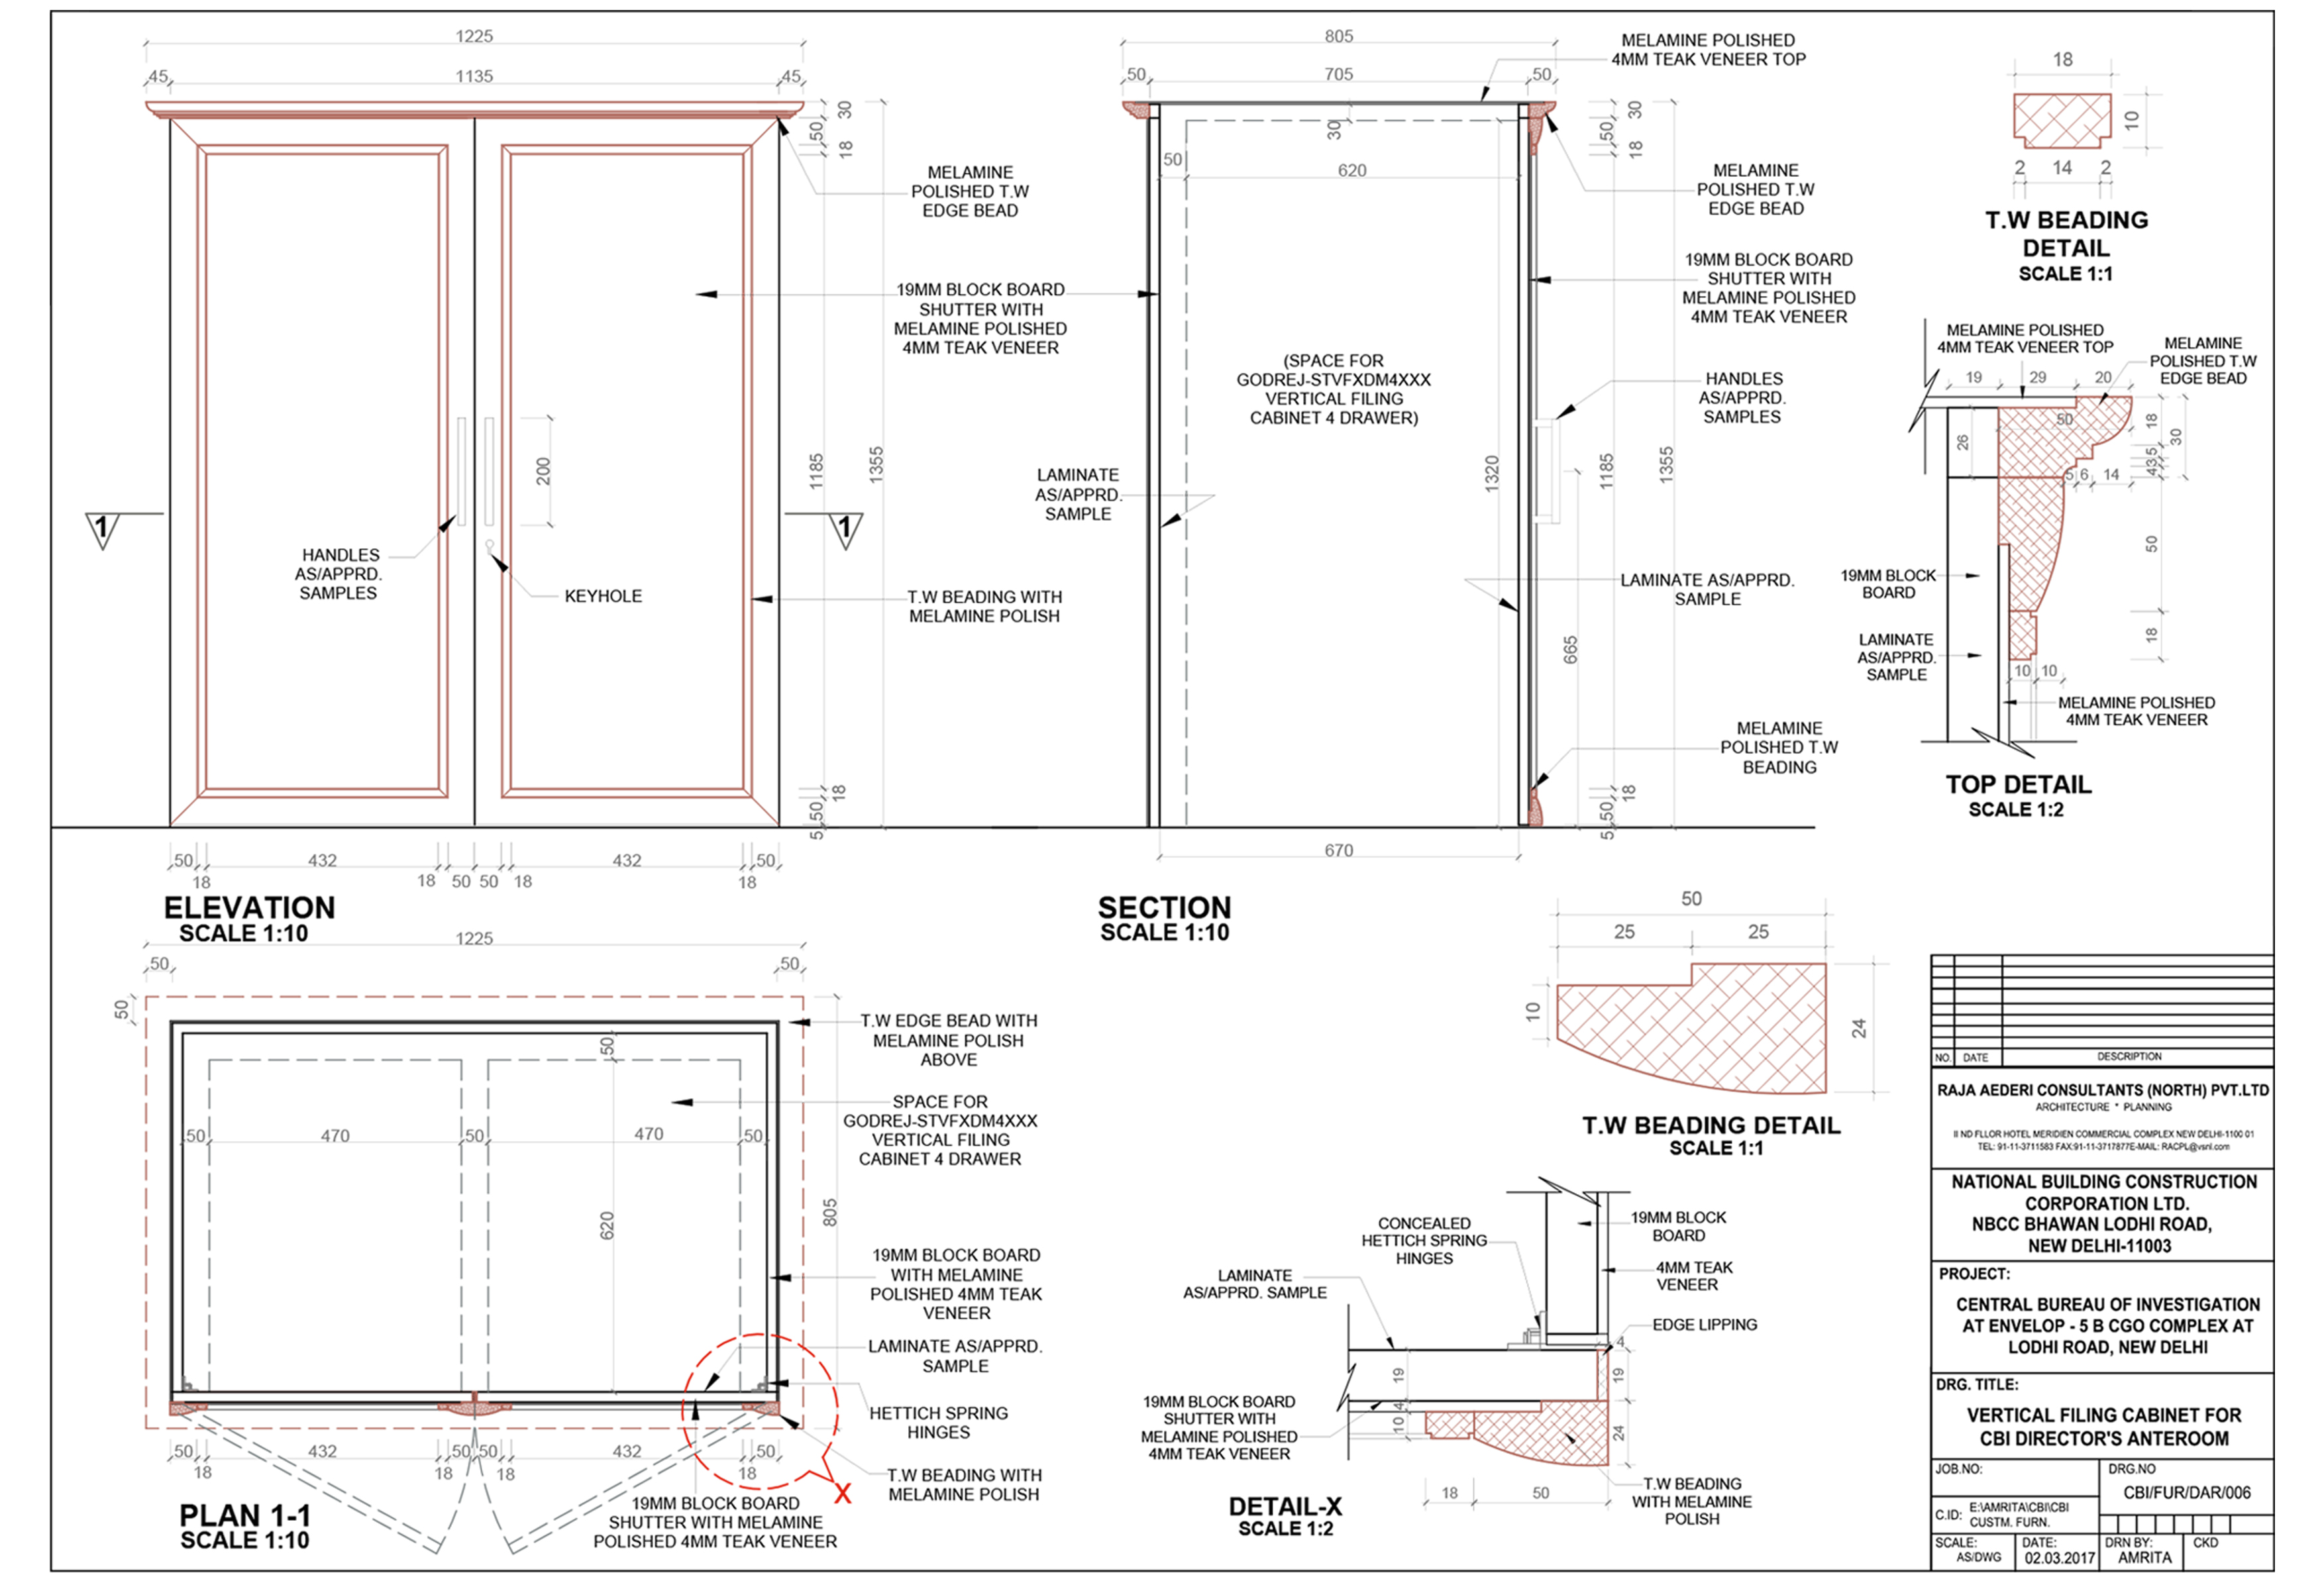 1225
45
1135
45
30
50
18
MELAMINE
POLISHED T.W
EDGE BEAD
19MM BLOCK BOARD
SHUTTER WITH
MELAMINE POLISHED
4MM TEAK VENEER
200
1185
1355
1
1
HANDLES
AS/APPRD.
SAMPLES
KEYHOLE
T.W BEADING WITH
MELAMINE POLISH
18
50
5
50
432
432
50
18
18
50
50
18
18
ELEVATION
SCALE 1:10
805
50
705
50
MELAMINE POLISHED
4MM TEAK VENEER TOP
30
50
18
30
50
620
MELAMINE
POLISHED T.W
EDGE BEAD
19MM BLOCK BOARD
SHUTTER WITH
MELAMINE POLISHED
4MM TEAK VENEER
(SPACE FOR
GODREJ-STVFXDM4XXX
VERTICAL FILING
CABINET 4 DRAWER)
HANDLES
AS/APPRD.
SAMPLES
LAMINATE
AS/APPRD.
SAMPLE
1320
1185
1355
LAMINATE AS/APPRD.
SAMPLE
665
MELAMINE
POLISHED T.W
BEADING
18
50
5
670
SECTION
SCALE 1:10
18
10
2
14
2
T.W BEADING
DETAIL
SCALE 1:1
MELAMINE POLISHED
4MM TEAK VENEER TOP
MELAMINE
POLISHED T.W
EDGE BEAD
19
29
20
50
18
30
26
5
3
4
5
6
14
50
19MM BLOCK
BOARD
18
LAMINATE
AS/APPRD.
SAMPLE
10
10
MELAMINE POLISHED
4MM TEAK VENEER
TOP DETAIL
SCALE 1:2
1225
50
50
50
T.W EDGE BEAD WITH
MELAMINE POLISH
ABOVE
50
SPACE FOR
GODREJ-STVFXDM4XXX
VERTICAL FILING
CABINET 4 DRAWER
50
470
50
470
50
620
805
19MM BLOCK BOARD
WITH MELAMINE
POLISHED 4MM TEAK
VENEER
LAMINATE AS/APPRD.
SAMPLE
HETTICH SPRING
HINGES
50
432
50
50
432
50
18
18
18
18
X
T.W BEADING WITH
MELAMINE POLISH
19MM BLOCK BOARD
SHUTTER WITH MELAMINE
POLISHED 4MM TEAK VENEER
PLAN 1-1
SCALE 1:10
50
25
25
10
24
T.W BEADING DETAIL
SCALE 1:1
CONCEALED
HETTICH SPRING
HINGES
19MM BLOCK
BOARD
4MM TEAK
VENEER
LAMINATE
AS/APPRD. SAMPLE
EDGE LIPPING
4
19
19
4
10
24
19MM BLOCK BOARD
SHUTTER WITH
MELAMINE POLISHED
4MM TEAK VENEER
18
50
T.W BEADING
WITH MELAMINE
POLISH
DETAIL-X
SCALE 1:2
NO. DATE DESCRIPTION
RAJA AEDERI CONSULTANTS (NORTH) PVT.LTD
ARCHITECTURE * PLANNING
II ND FLLOR HOTEL MERIDIEN COMMERCIAL COMPLEX NEW DELHI-1100 01
TEL: 91-11-3711583 FAX:91-11-3717877E-MAIL: RACPL@vsnl.com
NATIONAL BUILDING CONSTRUCTION
CORPORATION LTD.
NBCC BHAWAN LODHI ROAD,
NEW DELHI-11003
PROJECT:
CENTRAL BUREAU OF INVESTIGATION
AT ENVELOP - 5 B CGO COMPLEX AT
LODHI ROAD, NEW DELHI
DRG. TITLE:
VERTICAL FILING CABINET FOR
CBI DIRECTOR'S ANTEROOM
JOB.NO:
DRG.NO
CBI/FUR/DAR/006
C.ID: E:\AMRITA\CBI\CBI
CUSTM. FURN.
SCALE:
AS/DWG
DATE:
02.03.2017
DRN BY:
AMRITA
CKD